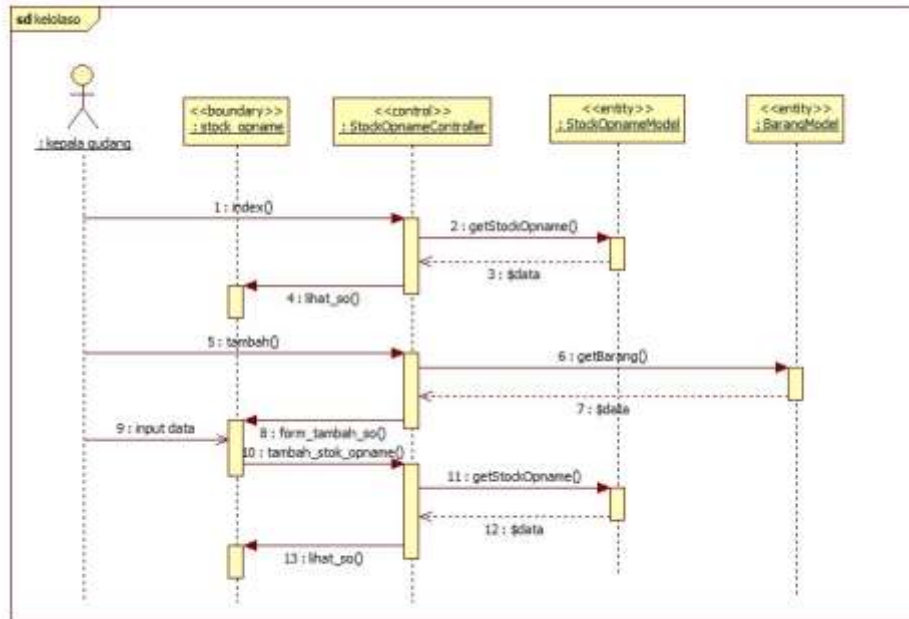 sd kelolaso
: kepala gudang
<<boundary>>
: stock_opname
<<control>>
: StockOpnameController
<<entity>>
: StockOpnameModel
<<entity>>
: BarangModel
1 : index()
2 : getStockOpname()
3 : $data
4 : lihat_so()
5 : tambah()
6 : getBarang()
7 : $data
8 : form_tambah_so()
9 : input data
10 : tambah_stok_opname()
11 : getStockOpname()
12 : $data
13 : lihat_so()